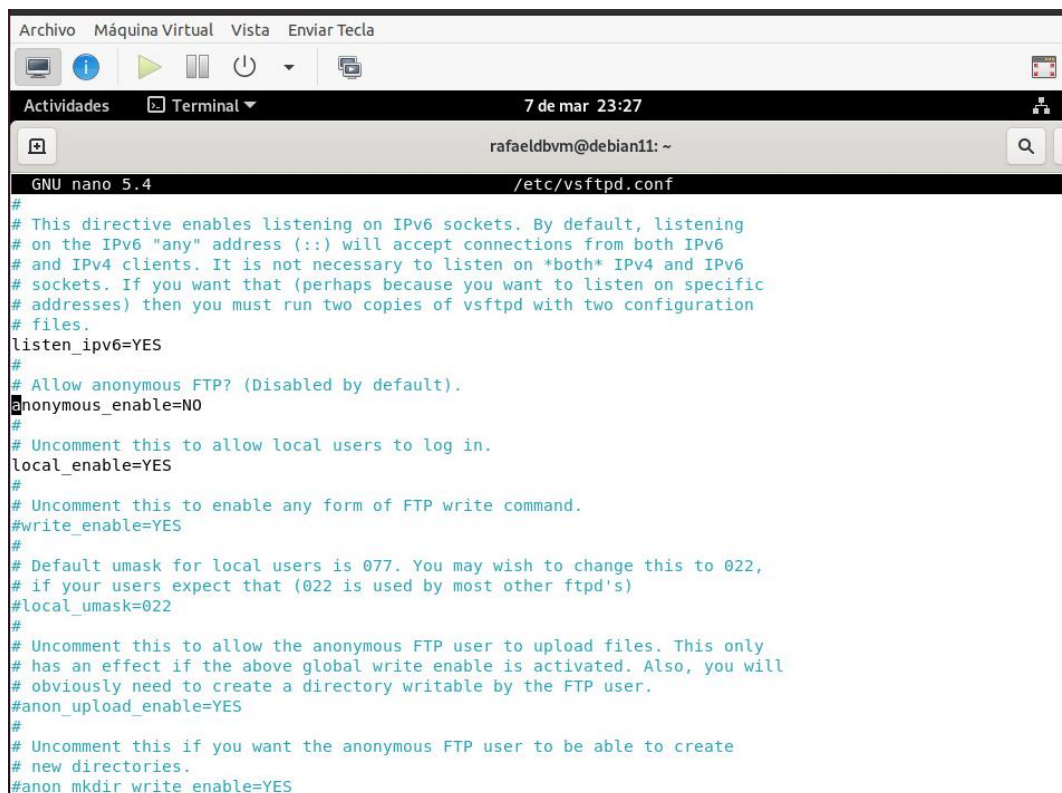 Archivo Máquina Virtual Vista Enviar Tecla
Actividades Terminal 7 de mar 23:27
rafaeldbvm@debian11: ~
GNU nano 5.4 /etc/vsftpd.conf
#
# This directive enables listening on IPv6 sockets. By default, listening
# on the IPv6 "any" address (::) will accept connections from both IPv6
# and IPv4 clients. It is not necessary to listen on *both* IPv4 and IPv6
# sockets. If you want that (perhaps because you want to listen on specific
# addresses) then you must run two copies of vsftpd with two configuration
# files.
listen_ipv6=YES
#
# Allow anonymous FTP? (Disabled by default).
anonymous_enable=NO
#
# Uncomment this to allow local users to log in.
local_enable=YES
#
# Uncomment this to enable any form of FTP write command.
#write_enable=YES
#
# Default umask for local users is 077. You may wish to change this to 022,
# if your users expect that (022 is used by most other ftpd's)
#local_umask=022
#
# Uncomment this to allow the anonymous FTP user to upload files. This only
# has an effect if the above global write enable is activated. Also, you will
# obviously need to create a directory writable by the FTP user.
#anon_upload_enable=YES
#
# Uncomment this if you want the anonymous FTP user to be able to create
# new directories.
#anon_mkdir_write_enable=YES